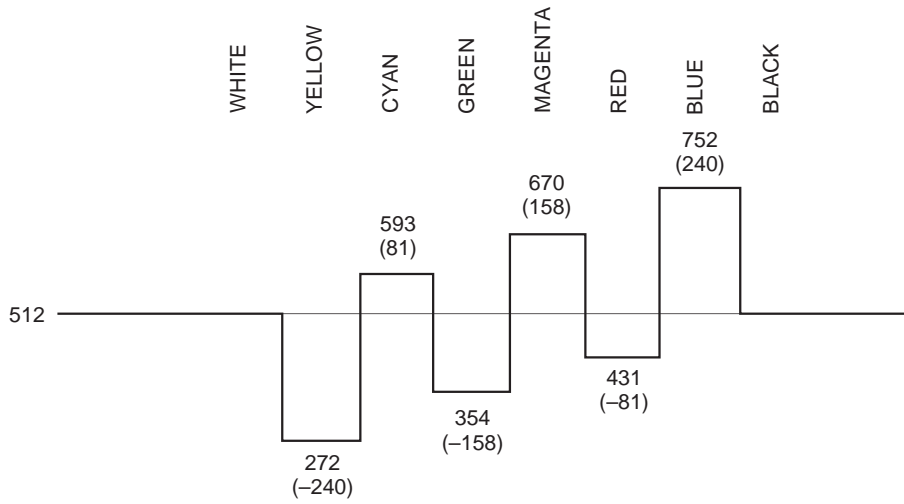 WHITE
YELLOW
CYAN
GREEN
MAGENTA
RED
BLUE
BLACK
752
(240)
670
(158)
593
(81)
512
431
(–81)
354
(–158)
272
(–240)